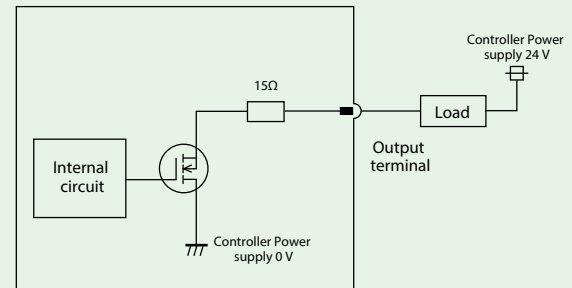 Controller Power
supply 24 V
15Ω
Load
Output
terminal
Internal
circuit
Controller Power
supply 0 V